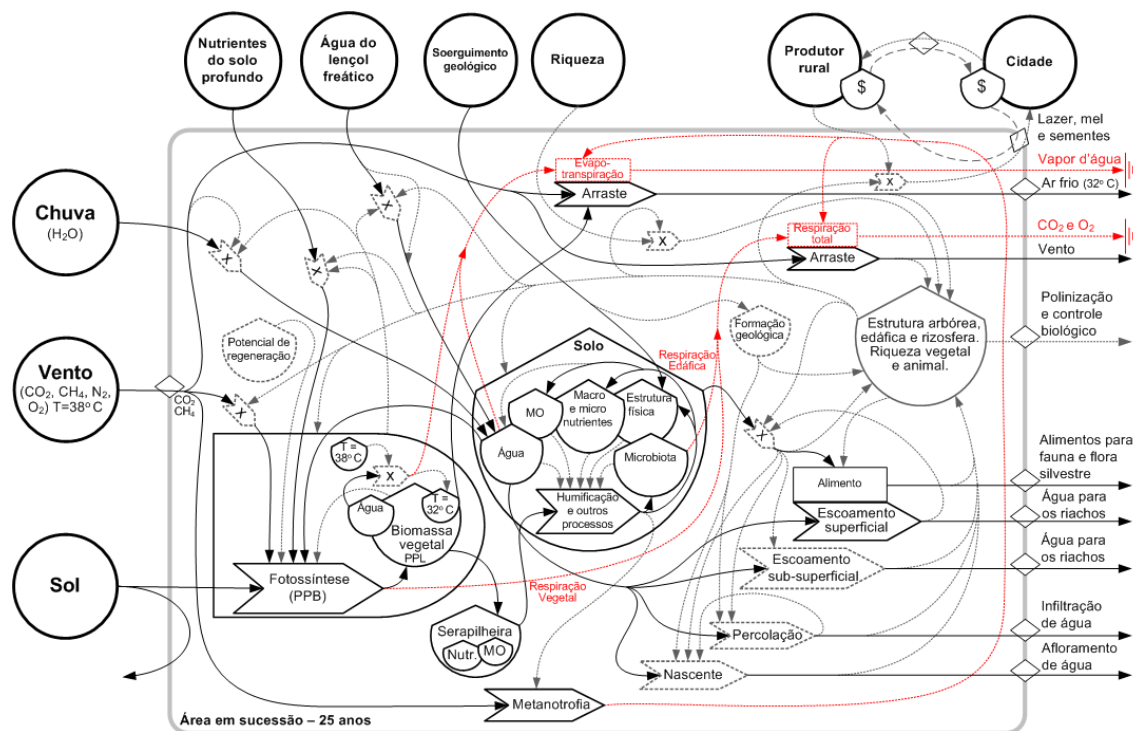 Nutrientes
do solo
profundo
Água do
lençol
freático
Soerguimento
geológico
Riqueza
Produtor
rural
Cidade
$
$
Lazer, mel
e sementes
Evapo-
transpiração
Vapor d'água
Arraste
Ar frio (32º C)
x
Chuva
(H₂O)
x
x
x
x
Respiração
total
CO₂ e O₂
Arraste
Vento
Potencial de
regeneração
Formação
geológica
Estrutura arbórea,
edáfica e rizosfera.
Riqueza vegetal
e animal.
Polinização
e controle
biológico
Vento
(CO₂, CH₄, N₂,
O₂) T=38º C
CO₂
CH₄
x
Solo
Respiração
Edáfica
MO
Macro
e micro
nutrientes
Estrutura
física
Água
Microbiota
Humificação
e outros
processos
x
T =
38º C
x
Água
T =
32º C
Biomassa
vegetal
PPL
Alimento
Alimentos para
fauna e flora
silvestre
Escoamento
superficial
Água para
os riachos
Sol
Fotossíntese
(PPB)
Respiração
Vegetal
Escoamento
sub-superficial
Água para
os riachos
Serapilheira
Nutr.
MO
Percolação
Infiltração
de água
Nascente
Afloramento
de água
Metanotrofia
Área em sucessão – 25 anos